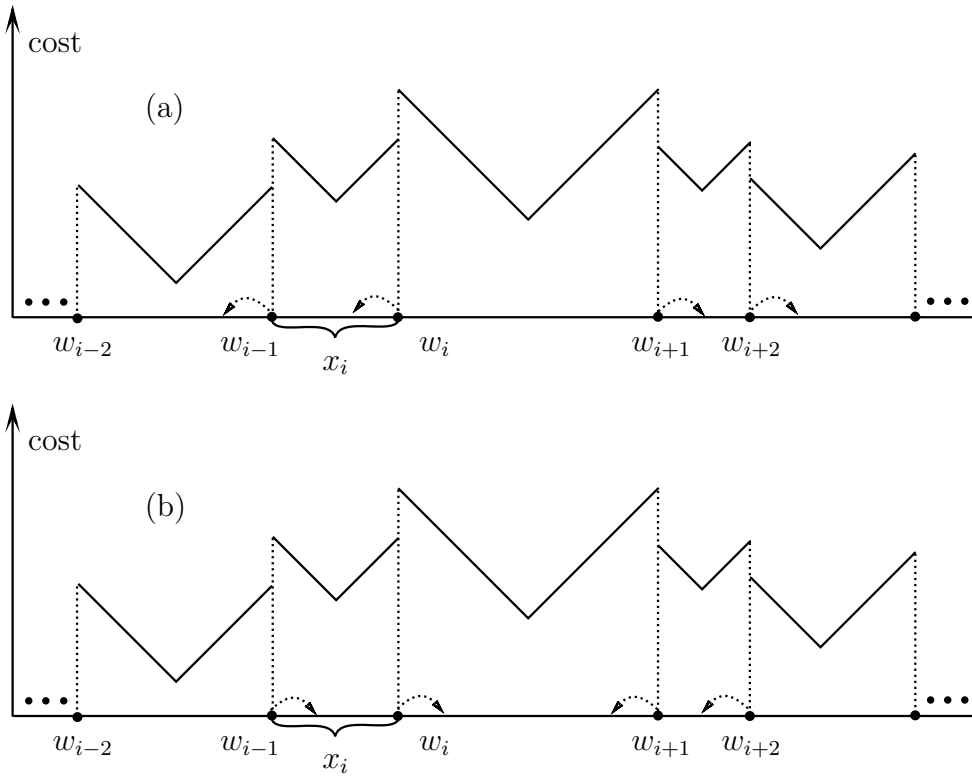 cost
(a)
w_{i−2} w_{i−1} x_i w_i w_{i+1} w_{i+2}
cost
(b)
w_{i−2} w_{i−1} x_i w_i w_{i+1} w_{i+2}